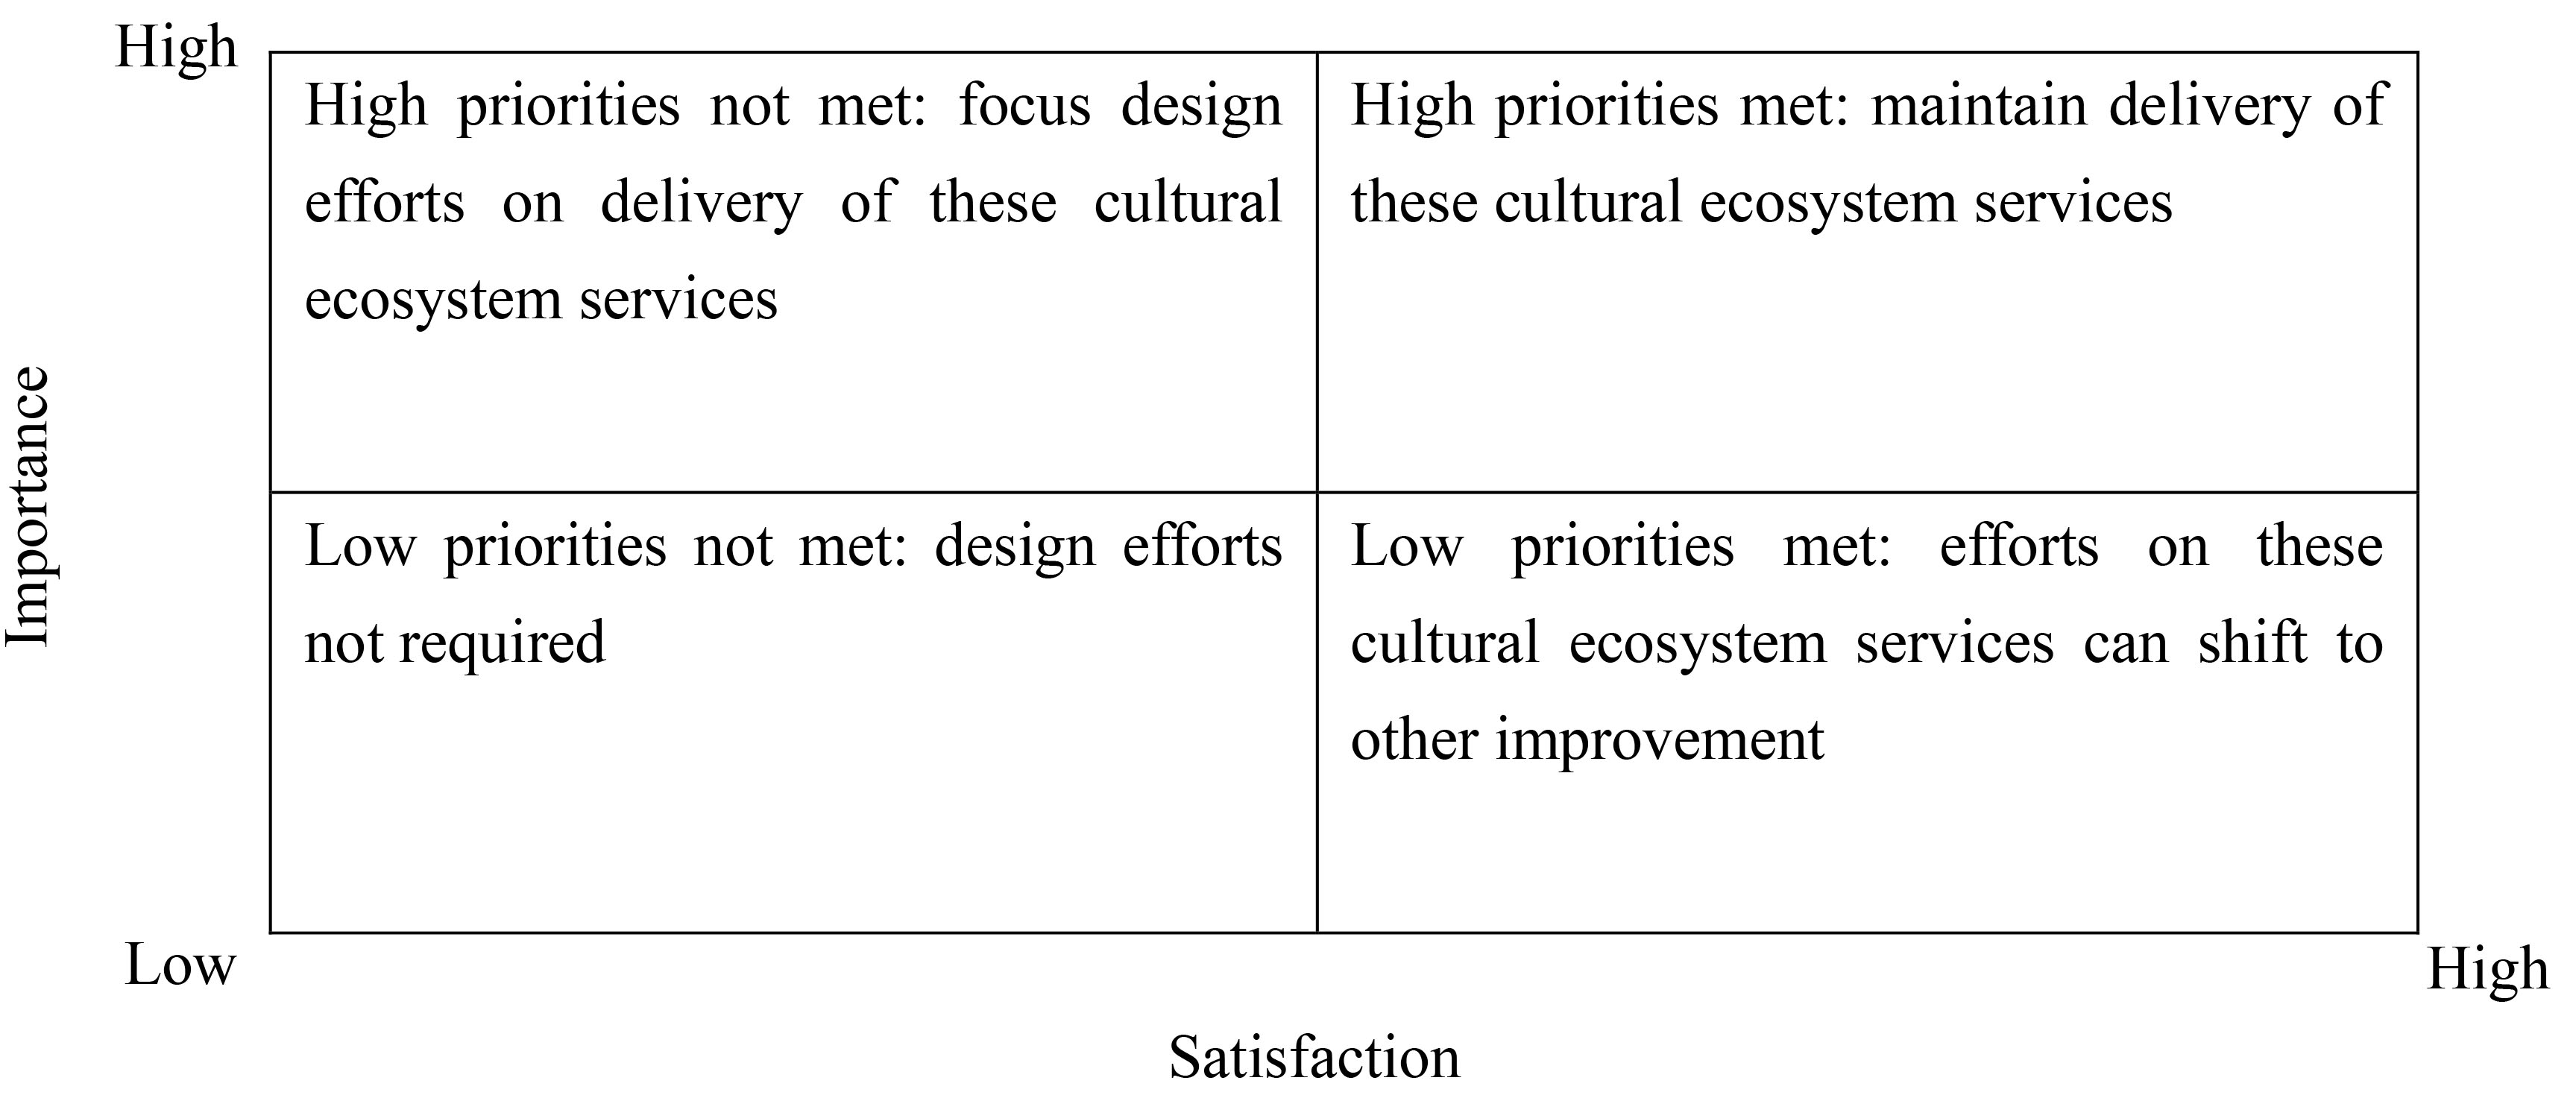 High
High priorities not met: focus design
efforts on delivery of these cultural
ecosystem services
High priorities met: maintain delivery of
these cultural ecosystem services
Importance
Low priorities not met: design efforts
not required
Low priorities met: efforts on these
cultural ecosystem services can shift to
other improvement
Low
High
Satisfaction